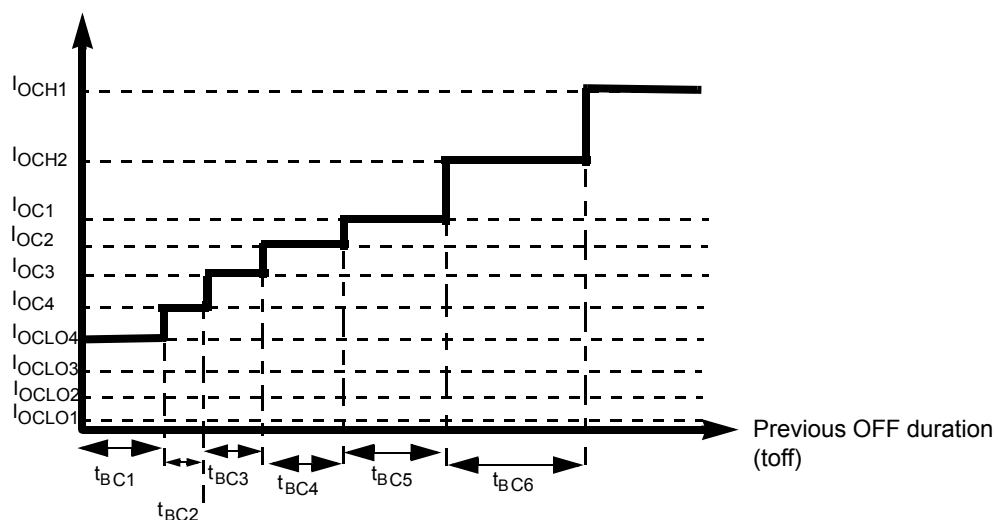 IOCH1
IOCH2
IOC1
IOC2
IOC3
IOC4
IOCLO4
IOCLO3
IOCLO2
IOCLO1
Previous OFF duration
(toff)
tBC1
tBC2
tBC3
tBC4
tBC5
tBC6